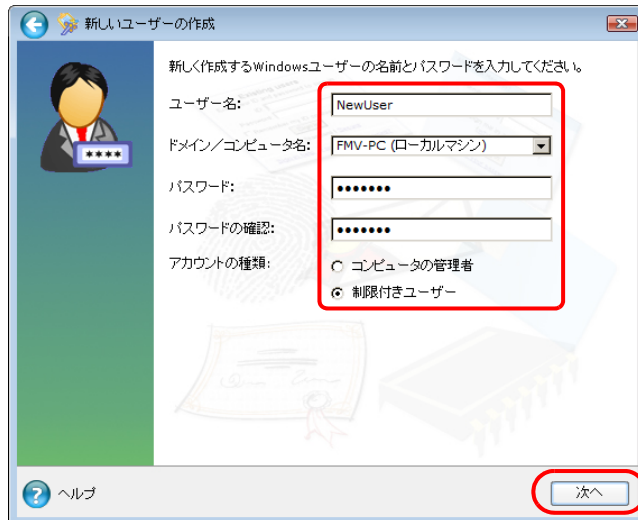 新しいユーザーの作成
新しく作成するWindowsユーザーの名前とパスワードを入力してください。
ユーザー名: NewUser
ドメイン/コンピュータ名: FMV-PC (ローカルマシン)
パスワード: •••••••
パスワードの確認: •••••••
アカウントの種類: コンピュータの管理者
制限付きユーザー
****
ヘルプ 次へ